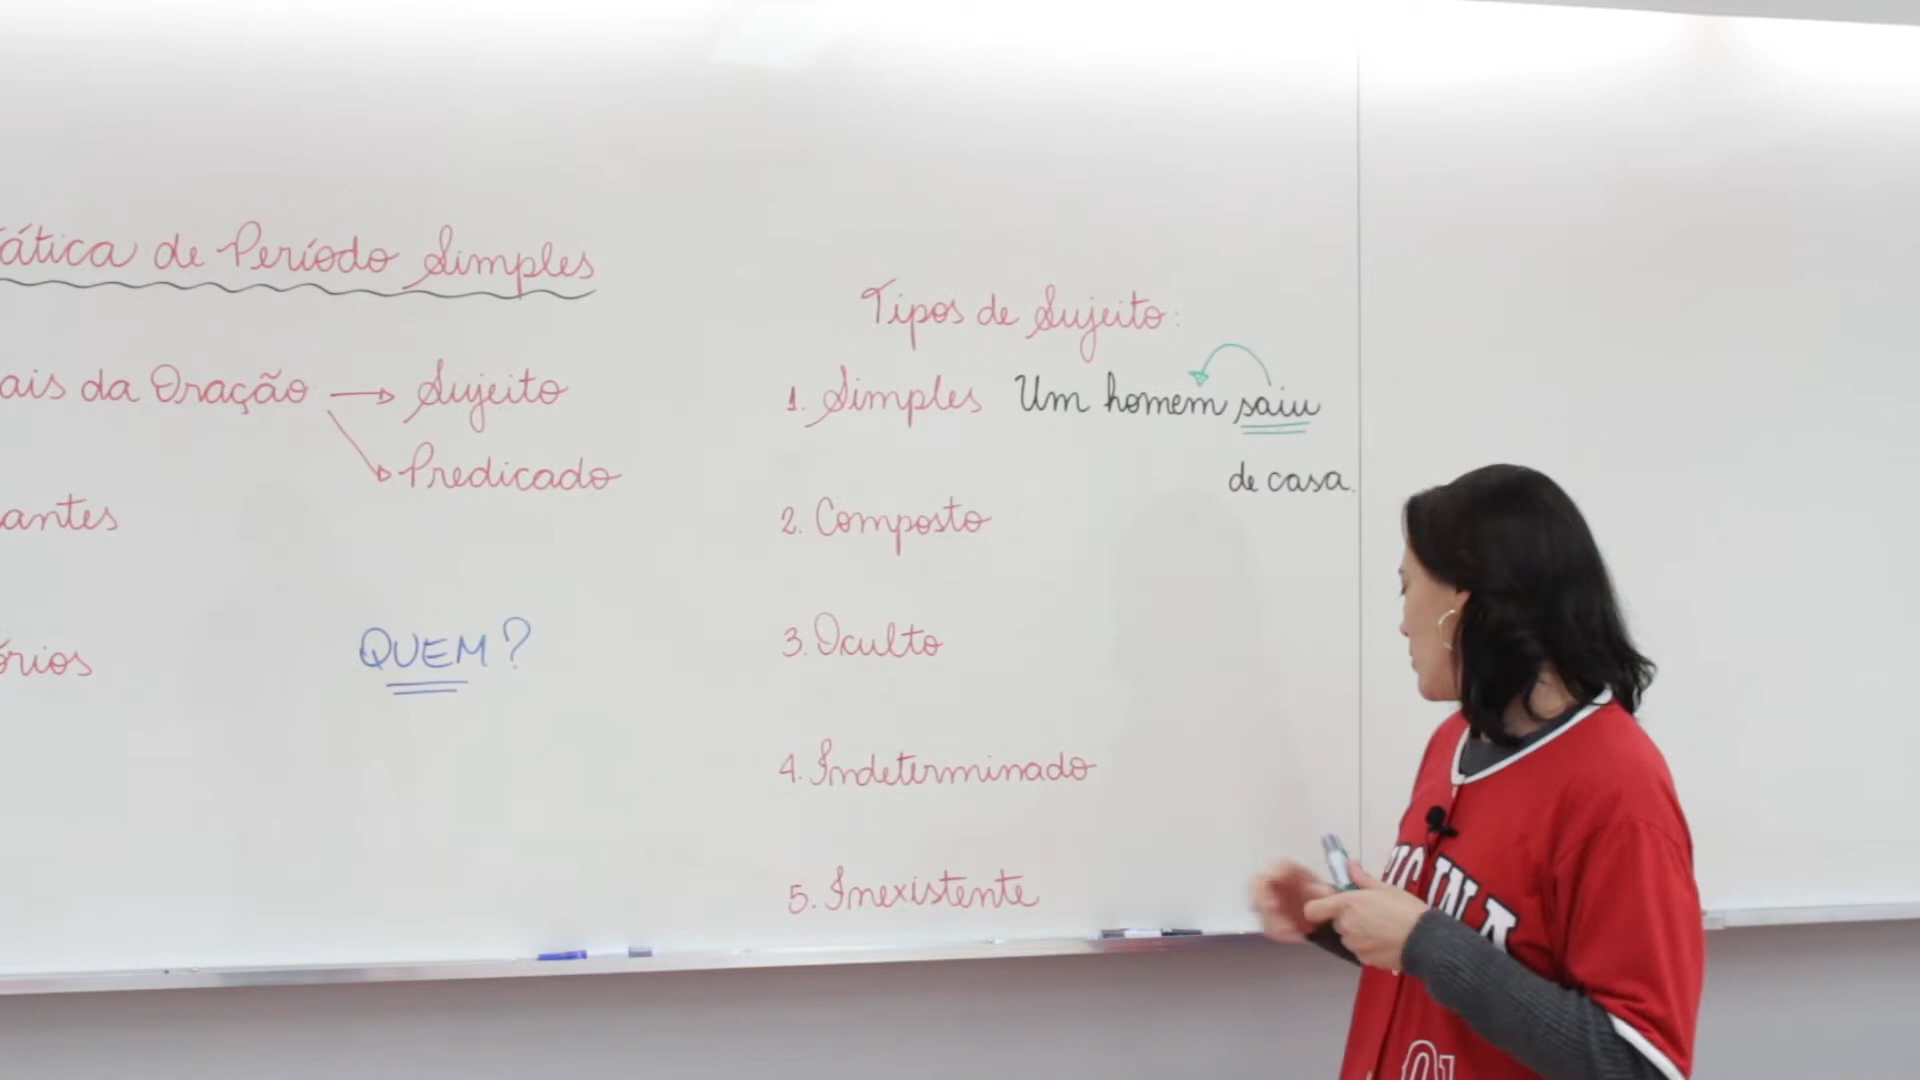 ática de Período Simples
ais da Oração → Sujeito
Predicado
antes
órios
QUEM?
Tipos de Sujeito:
1. Simples Um homem saiu
de casa.
2. Composto
3. Oculto
4. Indeterminado
5. Inexistente
01